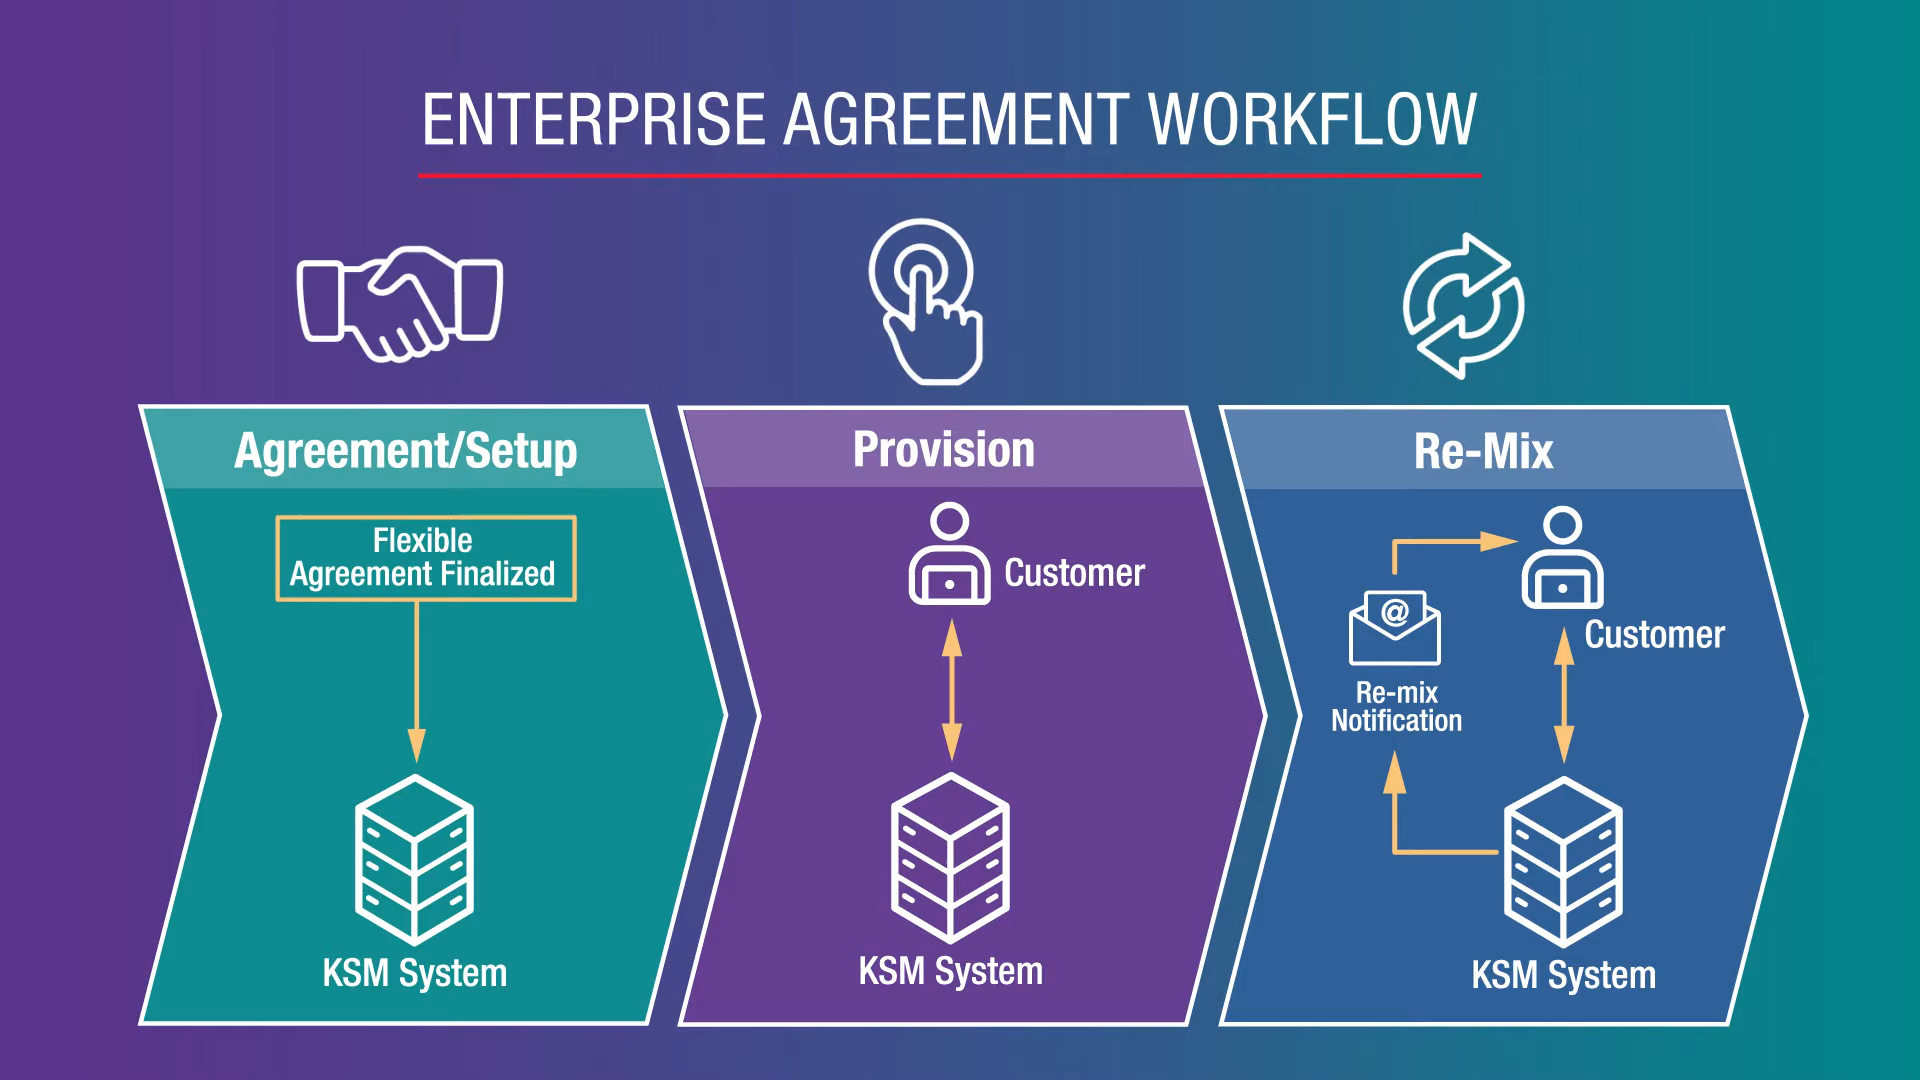 ENTERPRISE AGREEMENT WORKFLOW
Agreement/Setup
Flexible
Agreement Finalized
KSM System
Provision
Customer
KSM System
Re-Mix
@
Customer
Re-mix
Notification
KSM System